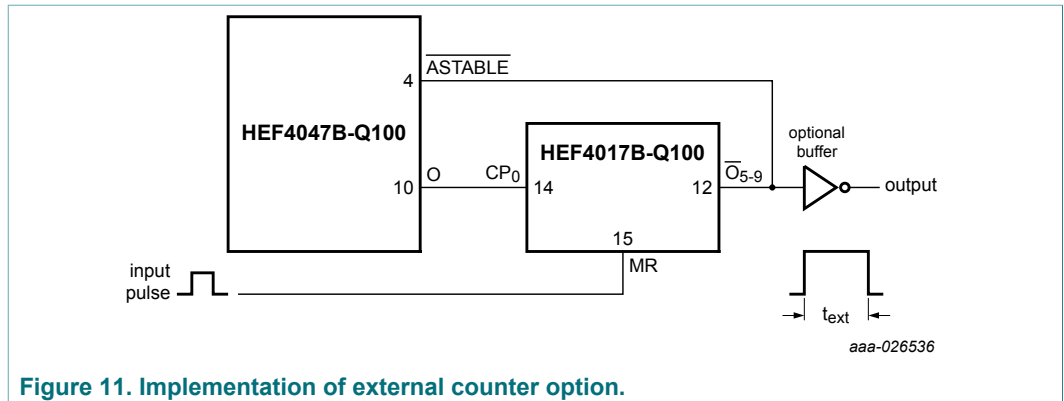 4
ASTABLE
HEF4047B-Q100
10
O
CP0
14
HEF4017B-Q100
12
O5-9
15
MR
optional
buffer
output
input
pulse
text
aaa-026536
Figure 11. Implementation of external counter option.